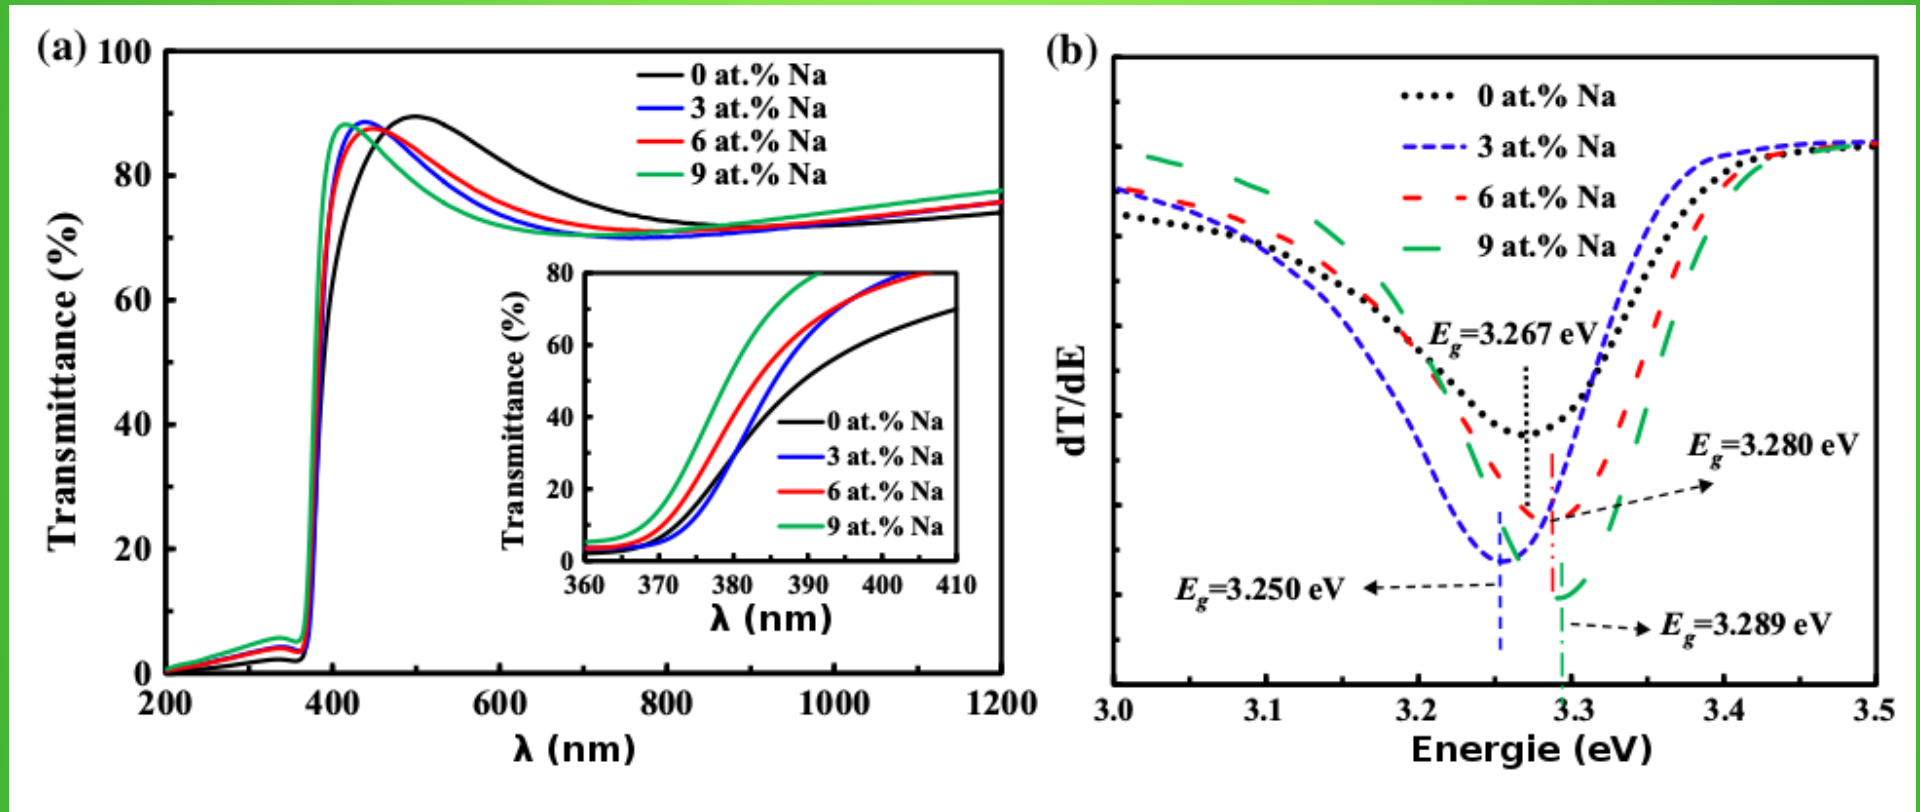 (a)
100
80
60
40
20
0
Transmittance (%)
0 at.% Na
3 at.% Na
6 at.% Na
9 at.% Na
80
60
40
20
0
Transmittance (%)
0 at.% Na
3 at.% Na
6 at.% Na
9 at.% Na
360 370 380 390 400 410
λ (nm)
200 400 600 800 1000 1200
λ (nm)
(b)
dT/dE
0 at.% Na
3 at.% Na
6 at.% Na
9 at.% Na
Eg=3.267 eV
Eg=3.280 eV
Eg=3.250 eV
Eg=3.289 eV
3.0 3.1 3.2 3.3 3.4 3.5
Energie (eV)